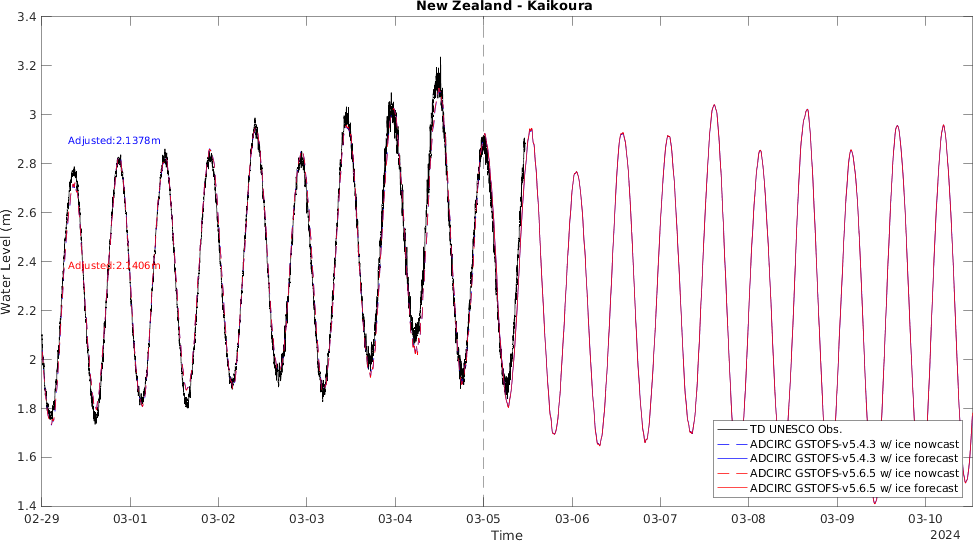 New Zealand - Kaikoura
3.4
3.2
3
2.8
2.6
2.4
2.2
2
1.8
1.6
1.4
Water Level (m)
Adjusted:2.1378m
Adjusted:2.1406m
TD UNESCO Obs.
ADCIRC GSTOFS-v5.4.3 w/ ice nowcast
ADCIRC GSTOFS-v5.4.3 w/ ice forecast
ADCIRC GSTOFS-v5.6.5 w/ ice nowcast
ADCIRC GSTOFS-v5.6.5 w/ ice forecast
02-29 03-01 03-02 03-03 03-04 03-05 03-06 03-07 03-08 03-09 03-10
2024
Time